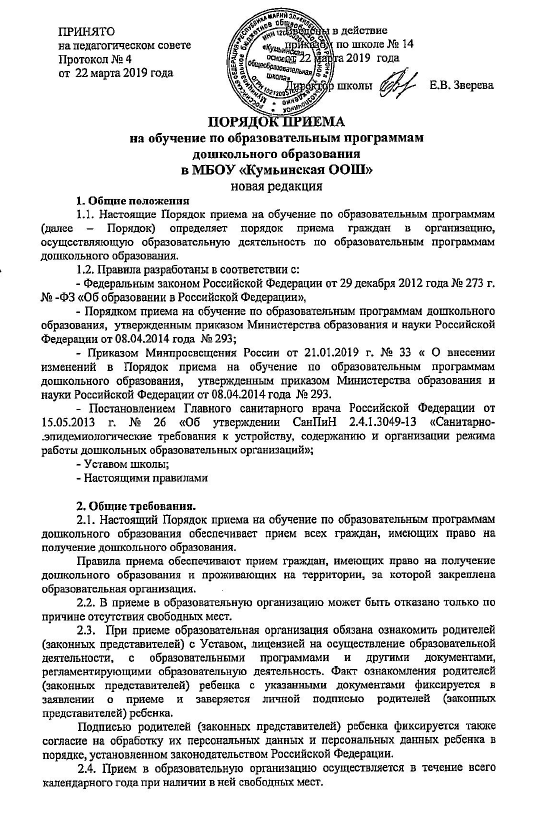 ПРИНЯТО
на педагогическом совете
Протокол № 4
от 22 марта 2019 года
в действие
приказом по школе № 14
22 марта 2019 года
Директор школы Е.В. Зверева
«Кумьинская
основная
общеобразовательная
школа»
ПОРЯДОК ПРИЕМА
на обучение по образовательным программам
дошкольного образования
в МБОУ «Кумьинская ООШ»
новая редакция
1. Общие положения
1.1. Настоящие Порядок приема на обучение по образовательным программам
(далее – Порядок) определяет порядок приема граждан в организацию,
осуществляющую образовательную деятельность по образовательным программам
дошкольного образования.
1.2. Правила разработаны в соответствии с:
- Федеральным законом Российской Федерации от 29 декабря 2012 года № 273 г.
№ -ФЗ «Об образовании в Российской Федерации»,
- Порядком приема на обучение по образовательным программам дошкольного
образования, утвержденным приказом Министерства образования и науки Российской
Федерации от 08.04.2014 года № 293;
- Приказом Минпросвещения России от 21.01.2019 г. № 33 « О внесении
изменений в Порядок приема на обучение по образовательным программам
дошкольного образования, утвержденным приказом Министерства образования и
науки Российской Федерации от 08.04.2014 года № 293.
- Постановлением Главного санитарного врача Российской Федерации от
15.05.2013 г. № 26 «Об утверждении СанПиН 2.4.1.3049-13 «Санитарно-
эпидемиологические требования к устройству, содержанию и организации режима
работы дошкольных образовательных организаций»;
- Уставом школы;
- Настоящими правилами
2. Общие требования.
2.1. Настоящий Порядок приема на обучение по образовательным программам
дошкольного образования обеспечивает прием всех граждан, имеющих право на
получение дошкольного образования.
Правила приема обеспечивают прием граждан, имеющих право на получение
дошкольного образования и проживающих на территории, за которой закреплена
образовательная организация.
2.2. В приеме в образовательную организацию может быть отказано только по
причине отсутствия свободных мест.
2.3. При приеме образовательная организация обязана ознакомить родителей
(законных представителей) с Уставом, лицензией на осуществление образовательной
деятельности, с образовательными программами и другими документами,
регламентирующими образовательную деятельность. Факт ознакомления родителей
(законных представителей) ребенка с указанными документами фиксируется в
заявлении о приеме и заверяется личной подписью родителей (законных
представителей) ребенка.
Подписью родителей (законных представителей) ребенка фиксируется также
согласие на обработку их персональных данных и персональных данных ребенка в
порядке, установленном законодательством Российской Федерации.
2.4. Прием в образовательную организацию осуществляется в течение всего
календарного года при наличии в ней свободных мест.